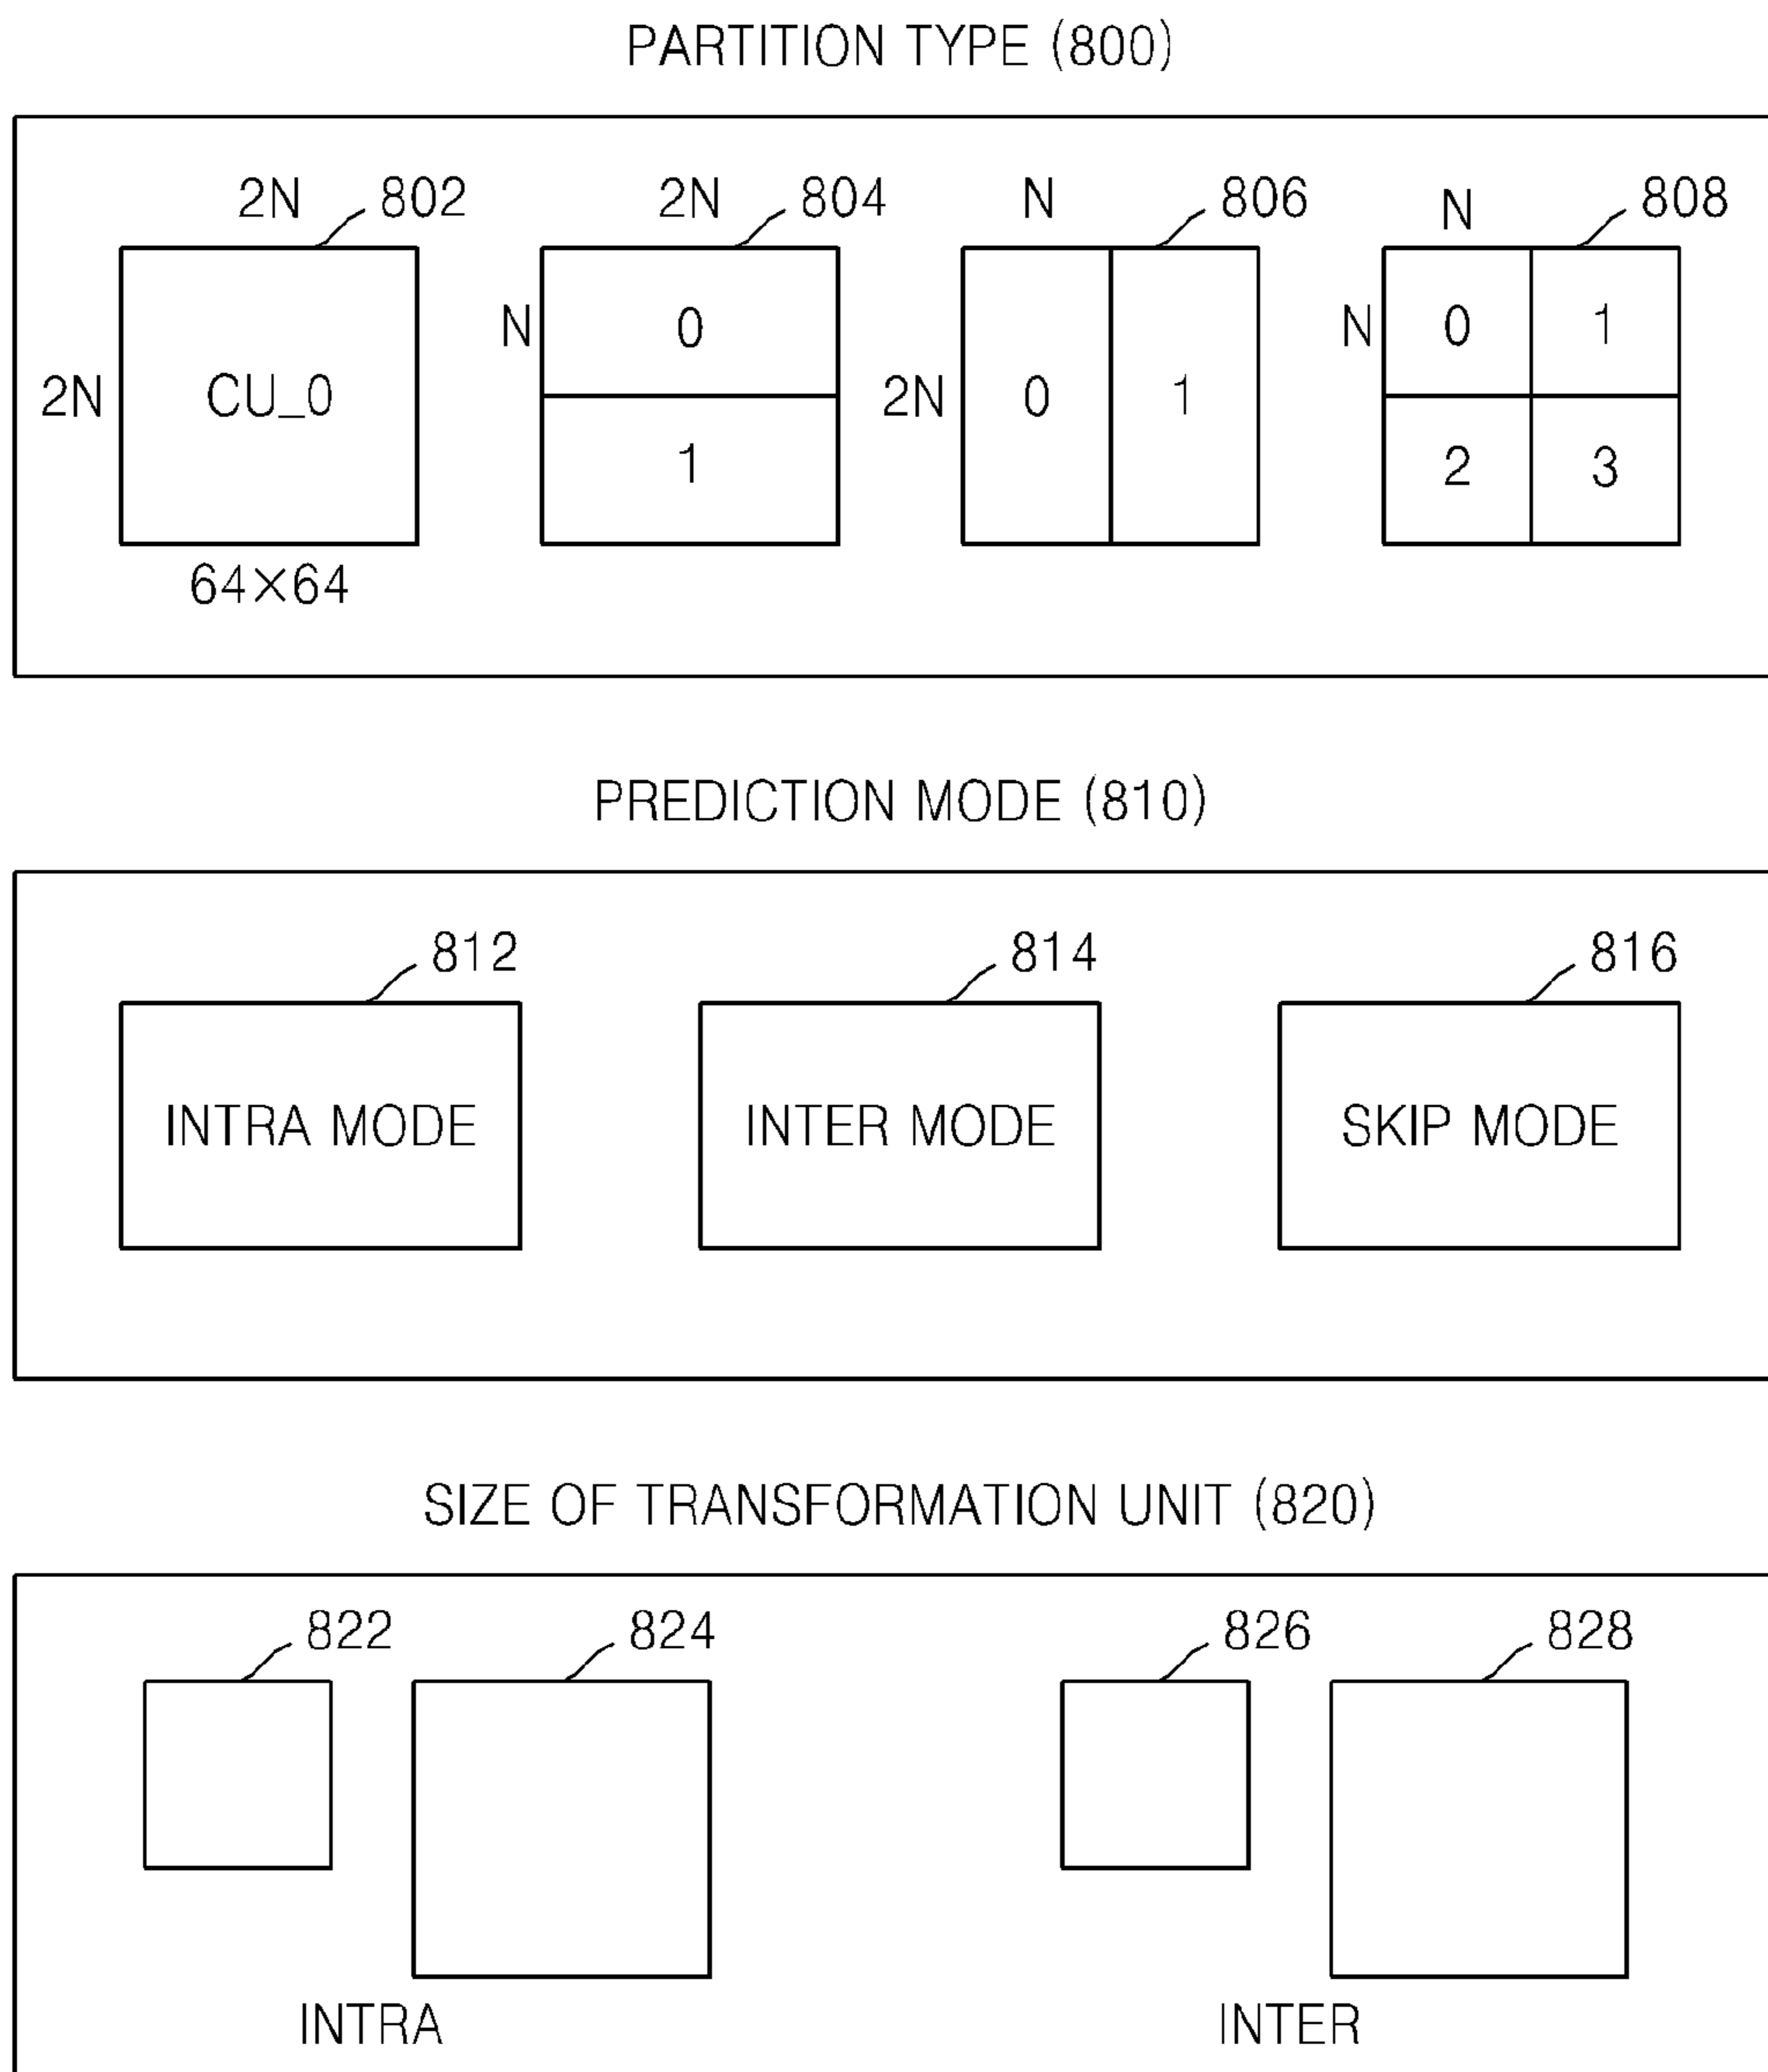 PARTITION TYPE (800)
2N 802 2N 804 N 806 N 808
N 0 N 0 1
2N CU_0 2N 0 1
1 2 3
64×64
PREDICTION MODE (810)
812 814 816
INTRA MODE INTER MODE SKIP MODE
SIZE OF TRANSFORMATION UNIT (820)
822 824 826 828
INTRA INTER